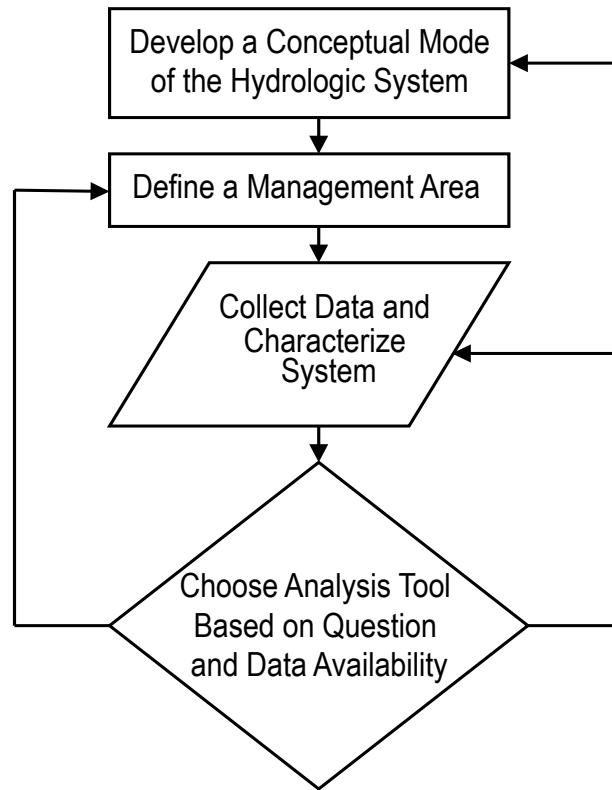 Develop a Conceptual Mode
of the Hydrologic System
Define a Management Area
Collect Data and
Characterize
System
Choose Analysis Tool
Based on Question
and Data Availability